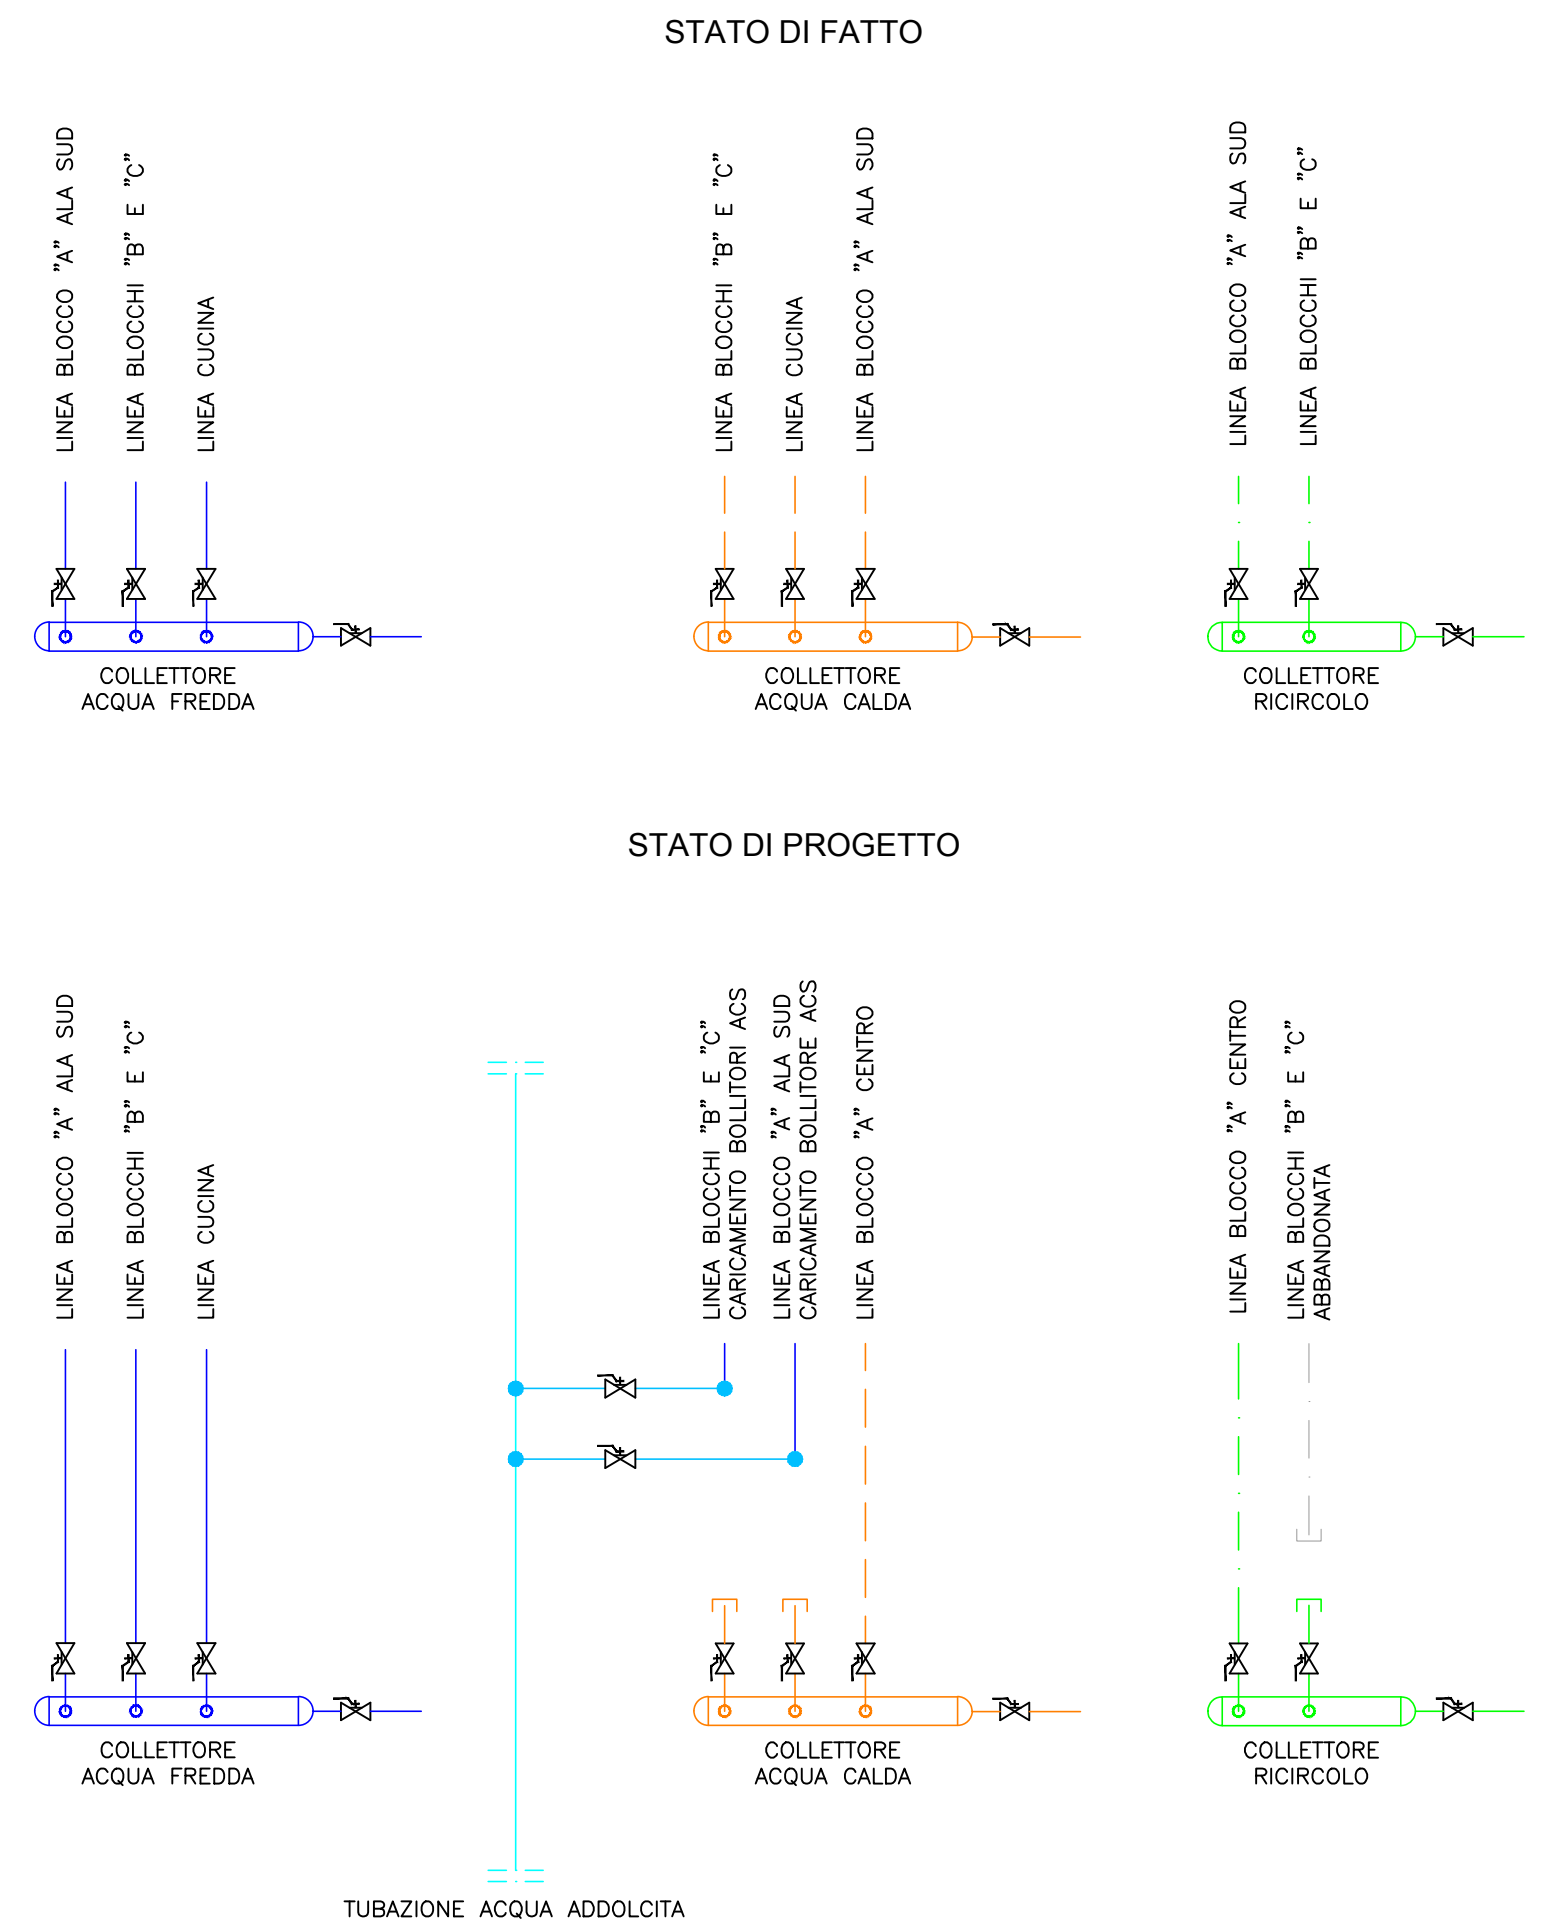 STATO DI FATTO
LINEA BLOCCO "A" ALA SUD
LINEA BLOCCHI "B" E "C"
LINEA CUCINA
COLLETTORE
ACQUA FREDDA
LINEA BLOCCHI "B" E "C"
LINEA CUCINA
LINEA BLOCCO "A" ALA SUD
COLLETTORE
ACQUA CALDA
LINEA BLOCCO "A" ALA SUD
LINEA BLOCCHI "B" E "C"
COLLETTORE
RICIRCOLO
STATO DI PROGETTO
LINEA BLOCCO "A" ALA SUD
LINEA BLOCCHI "B" E "C"
LINEA CUCINA
COLLETTORE
ACQUA FREDDA
LINEA BLOCCHI "B" E "C"
CARICAMENTO BOLLITORI ACS
LINEA BLOCCO "A" ALA SUD
CARICAMENTO BOLLITORE ACS
LINEA BLOCCO "A" CENTRO
COLLETTORE
ACQUA CALDA
LINEA BLOCCO "A" CENTRO
LINEA BLOCCHI "B" E "C"
ABBANDONATA
COLLETTORE
RICIRCOLO
TUBAZIONE ACQUA ADDOLCITA